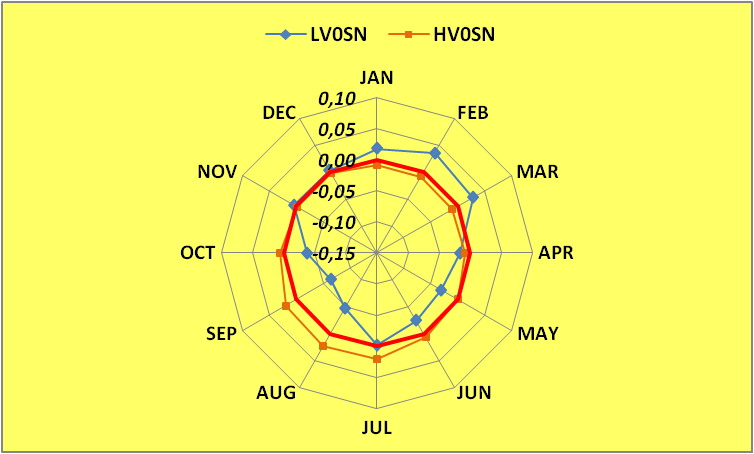 LV0SN HV0SN
JAN
0,10
DEC FEB
0,05
NOV 0,00 MAR
-0,05
-0,10
OCT -0,15 APR
SEP MAY
AUG JUN
JUL